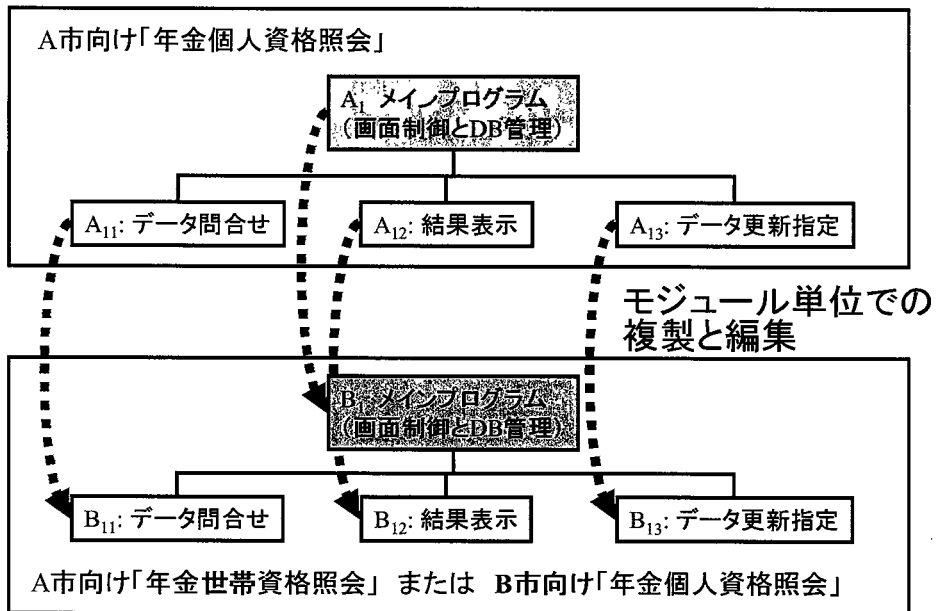 A市向け「年金個人資格照会」
A1 メインプログラム
(画面制御とDB管理)
A11: データ問合せ
A12: 結果表示
A13: データ更新指定
モジュール単位での
複製と編集
B1 メインプログラム
(画面制御とDB管理)
B11: データ問合せ
B12: 結果表示
B13: データ更新指定
A市向け「年金世帯資格照会」 または B市向け「年金個人資格照会」